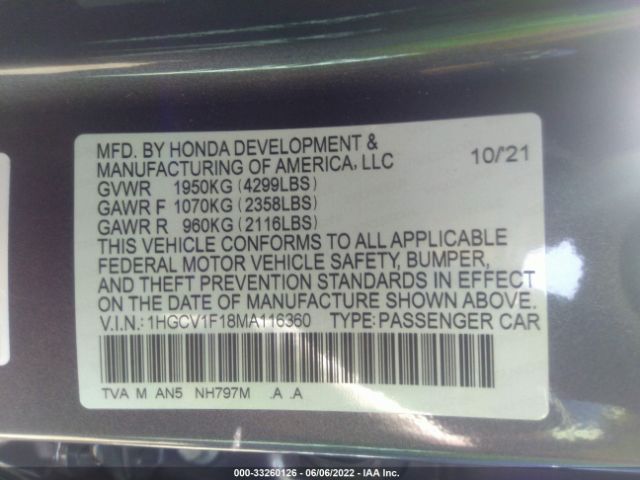 MFD. BY HONDA DEVELOPMENT &
MANUFACTURING OF AMERICA, LLC 10/'21
GVWR 1950KG (4299LBS)
GAWR F 1070KG (2358LBS)
GAWR R 960KG (2116LBS)
THIS VEHICLE CONFORMS TO ALL APPLICABLE
FEDERAL MOTOR VEHICLE SAFETY, BUMPER,
AND THEFT PREVENTION STANDARDS IN EFFECT
ON THE DATE OF MANUFACTURE SHOWN ABOVE.
V.I.N.: 1HGCV1F18MA116360 TYPE: PASSENGER CAR
TVA M AN5 NH797M .A .A
000-33260126 - 06/06/2022 - IAA Inc.